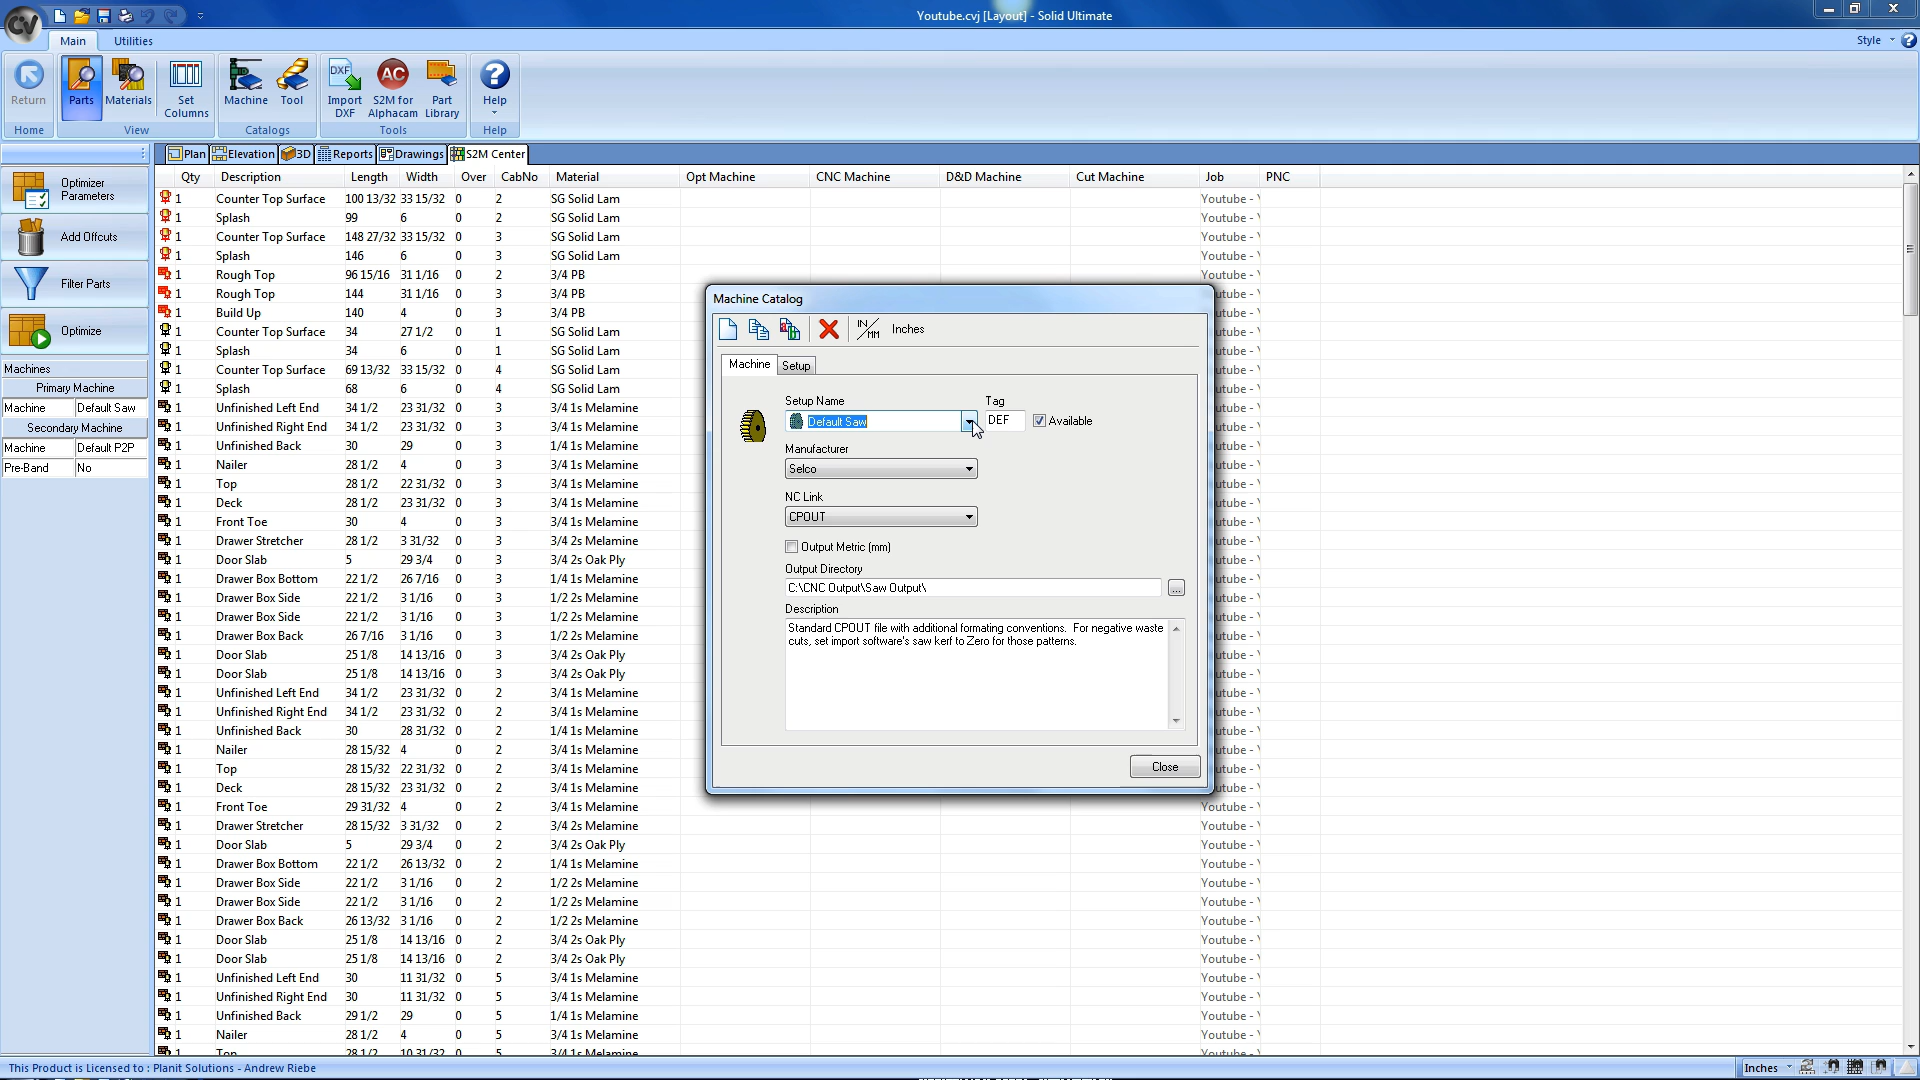 Youtube.cvj [Layout] - Solid Ultimate
Main Utilities Style
Return Parts Materials Set Columns Machine Tool Import DXF S2M for Alphacam Part Library Help
Home View Catalogs Tools Help
Plan Elevation 3D Reports Drawings S2M Center
Optimizer Parameters
Add Offcuts
Filter Parts
Optimize
Machines
Primary Machine
Machine Default Saw
Secondary Machine
Machine Default P2P
Pre-Band No
Qty Description Length Width Over CabNo Material Opt Machine CNC Machine D&D Machine Cut Machine Job PNC
1 Counter Top Surface 100 13/32 33 15/32 0 2 SG Solid Lam Youtube -
1 Splash 99 6 0 2 SG Solid Lam Youtube -
1 Counter Top Surface 148 27/32 33 15/32 0 3 SG Solid Lam Youtube -
1 Splash 146 6 0 3 SG Solid Lam Youtube -
1 Rough Top 96 15/16 31 1/16 0 2 3/4 PB Youtube -
1 Rough Top 144 31 1/16 0 3 3/4 PB utube -
1 Build Up 140 4 0 3 3/4 PB utube -
1 Counter Top Surface 34 27 1/2 0 1 SG Solid Lam utube -
1 Splash 34 6 0 1 SG Solid Lam utube -
1 Counter Top Surface 69 13/32 33 15/32 0 4 SG Solid Lam utube -
1 Splash 68 6 0 4 SG Solid Lam utube -
1 Unfinished Left End 34 1/2 23 31/32 0 3 3/4 1s Melamine utube -
1 Unfinished Right End 34 1/2 23 31/32 0 3 3/4 1s Melamine utube -
1 Unfinished Back 30 29 0 3 1/4 1s Melamine utube -
1 Nailer 28 1/2 4 0 3 3/4 1s Melamine utube -
1 Top 28 1/2 22 31/32 0 3 3/4 1s Melamine utube -
1 Deck 28 1/2 23 31/32 0 3 3/4 1s Melamine utube -
1 Front Toe 30 4 0 3 3/4 1s Melamine utube -
1 Drawer Stretcher 28 1/2 3 31/32 0 3 3/4 2s Melamine utube -
1 Door Slab 5 29 3/4 0 3 3/4 2s Oak Ply utube -
1 Drawer Box Bottom 22 1/2 26 7/16 0 3 1/4 1s Melamine utube -
1 Drawer Box Side 22 1/2 3 1/16 0 3 1/2 2s Melamine utube -
1 Drawer Box Side 22 1/2 3 1/16 0 3 1/2 2s Melamine utube -
1 Drawer Box Back 26 7/16 3 1/16 0 3 1/2 2s Melamine utube -
1 Door Slab 25 1/8 14 13/16 0 3 3/4 2s Oak Ply utube -
1 Door Slab 25 1/8 14 13/16 0 3 3/4 2s Oak Ply utube -
1 Unfinished Left End 34 1/2 23 31/32 0 2 3/4 1s Melamine utube -
1 Unfinished Right End 34 1/2 23 31/32 0 2 3/4 1s Melamine utube -
1 Unfinished Back 30 28 31/32 0 2 1/4 1s Melamine utube -
1 Nailer 28 15/32 4 0 2 3/4 1s Melamine utube -
1 Top 28 15/32 22 31/32 0 2 3/4 1s Melamine utube -
1 Deck 28 15/32 23 31/32 0 2 3/4 1s Melamine utube -
1 Front Toe 29 31/32 4 0 2 3/4 1s Melamine Youtube -
1 Drawer Stretcher 28 15/32 3 31/32 0 2 3/4 2s Melamine Youtube -
1 Door Slab 5 29 3/4 0 2 3/4 2s Oak Ply Youtube -
1 Drawer Box Bottom 22 1/2 26 13/32 0 2 1/4 1s Melamine Youtube -
1 Drawer Box Side 22 1/2 3 1/16 0 2 1/2 2s Melamine Youtube -
1 Drawer Box Side 22 1/2 3 1/16 0 2 1/2 2s Melamine Youtube -
1 Drawer Box Back 26 13/32 3 1/16 0 2 1/2 2s Melamine Youtube -
1 Door Slab 25 1/8 14 13/16 0 2 3/4 2s Oak Ply Youtube -
1 Door Slab 25 1/8 14 13/16 0 2 3/4 2s Oak Ply Youtube -
1 Unfinished Left End 30 11 31/32 0 5 3/4 1s Melamine Youtube -
1 Unfinished Right End 30 11 31/32 0 5 3/4 1s Melamine Youtube -
1 Unfinished Back 29 1/2 29 0 5 1/4 1s Melamine Youtube -
1 Nailer 28 1/2 4 0 5 3/4 1s Melamine Youtube -
1 Top 28 1/2 10 31/32 0 5 3/4 1s Melamine Youtube -
Machine Catalog
IN/MM Inches
Machine Setup
Setup Name Tag
Default Saw DEF Available
Manufacturer
Selco
NC Link
CPOUT
Output Metric (mm)
Output Directory
C:\CNC Output\Saw Output\ ...
Description
Standard CPOUT file with additional formating conventions. For negative waste
cuts, set import software's saw kerf to Zero for those patterns.
Close
This Product is Licensed to : Planit Solutions - Andrew Riebe Inches